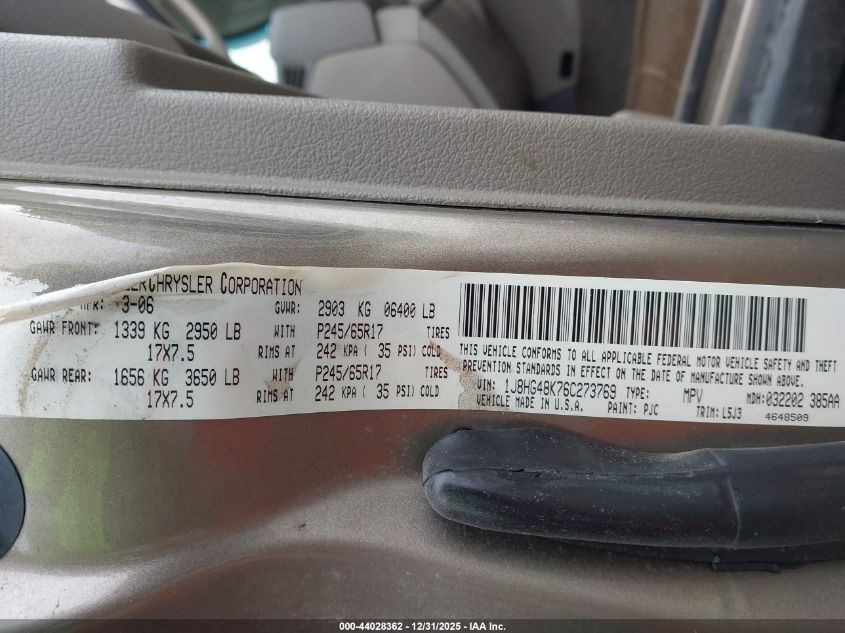 ERCHRYSLER CORPORATION
MFR: 3-06 GVWR: 2903 KG 06400 LB
GAWR FRONT: 1339 KG 2950 LB WITH P245/65R17 TIRES
17X7.5 RIMS AT 242 KPA ( 35 PSI) COLD
GAWR REAR: 1656 KG 3650 LB WITH P245/65R17 TIRES
17X7.5 RIMS AT 242 KPA ( 35 PSI) COLD
THIS VEHICLE CONFORMS TO ALL APPLICABLE FEDERAL MOTOR VEHICLE SAFETY AND THEFT
PREVENTION STANDARDS IN EFFECT ON THE DATE OF MANUFACTURE SHOWN ABOVE.
VIN: 1J8HG48K76C273769 TYPE: MPV MDH:032202 385AA
VEHICLE MADE IN U.S.A. PAINT: PJC TRIM: L5J3 4648509
000-44028362 - 12/31/2025 - IAA Inc.